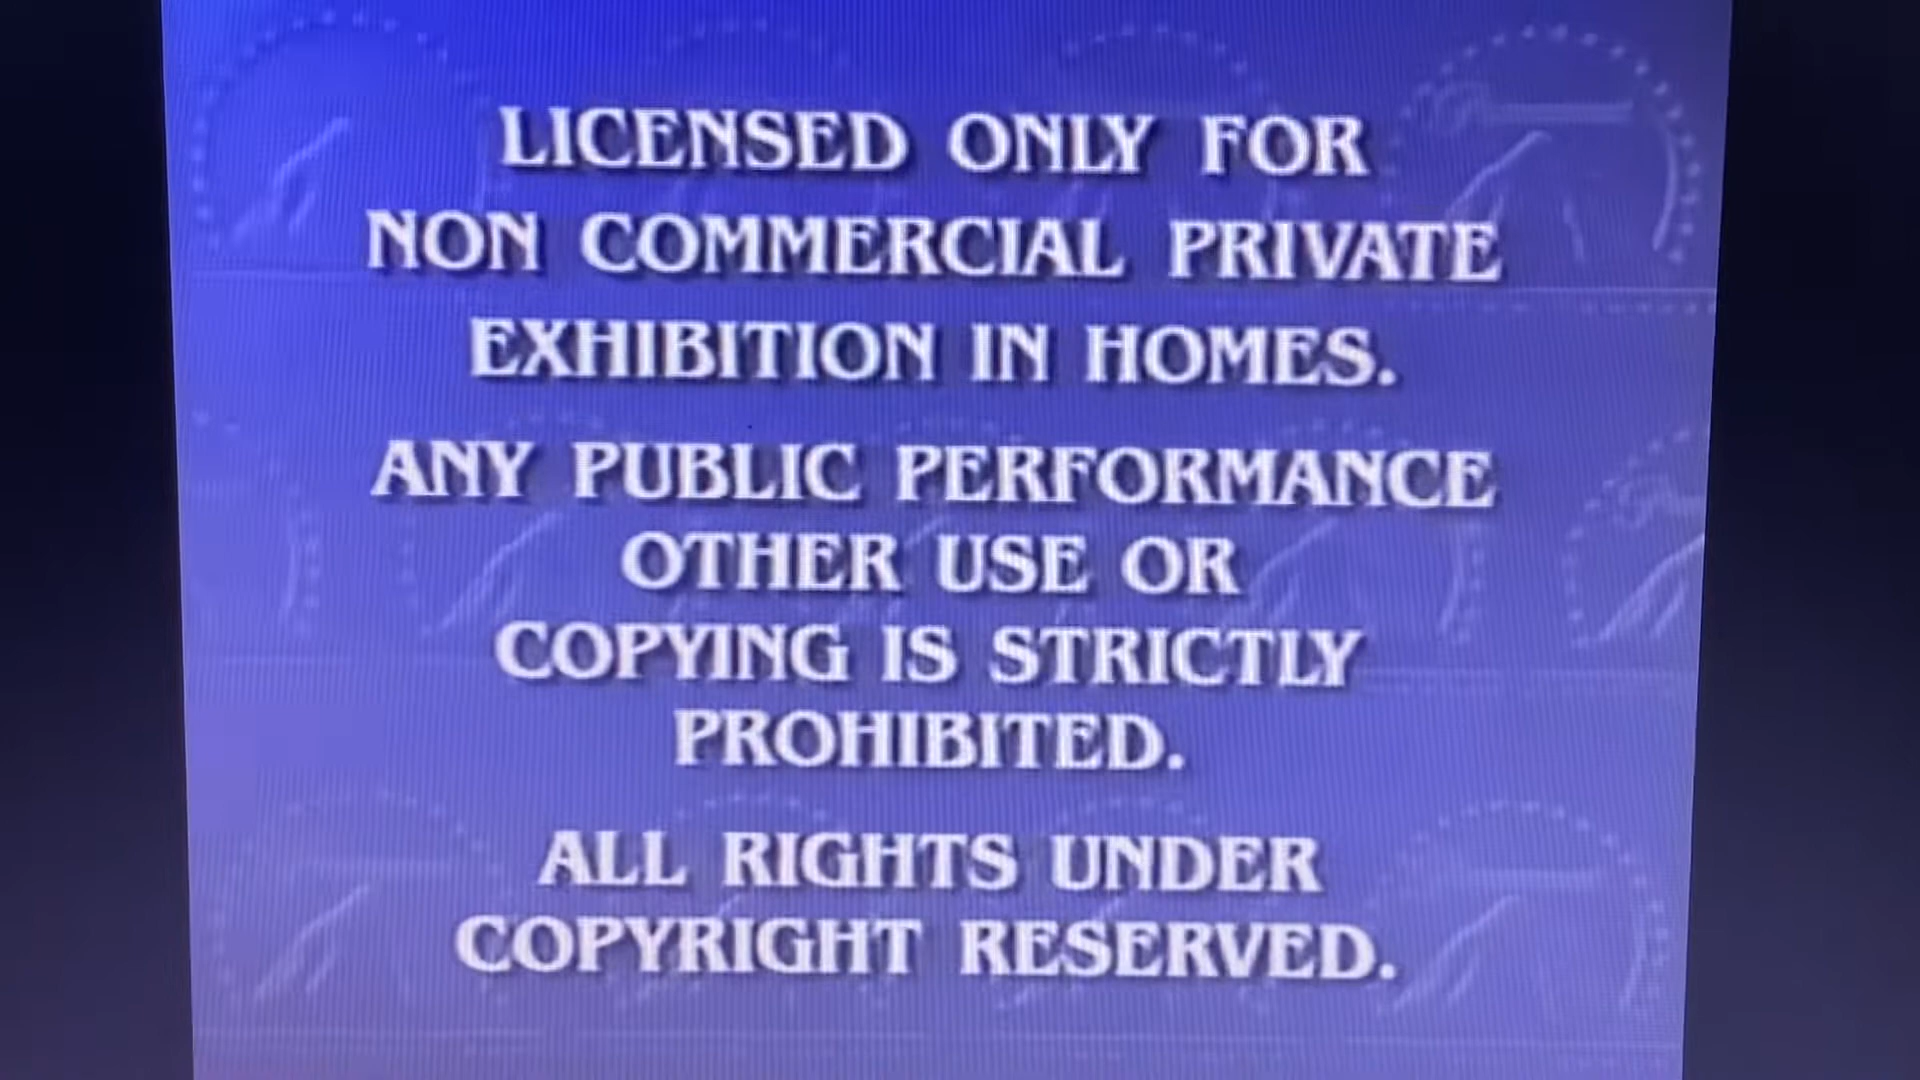 LICENSED ONLY FOR
NON COMMERCIAL PRIVATE
EXHIBITION IN HOMES.
ANY PUBLIC PERFORMANCE
OTHER USE OR
COPYING IS STRICTLY
PROHIBITED.
ALL RIGHTS UNDER
COPYRIGHT RESERVED.